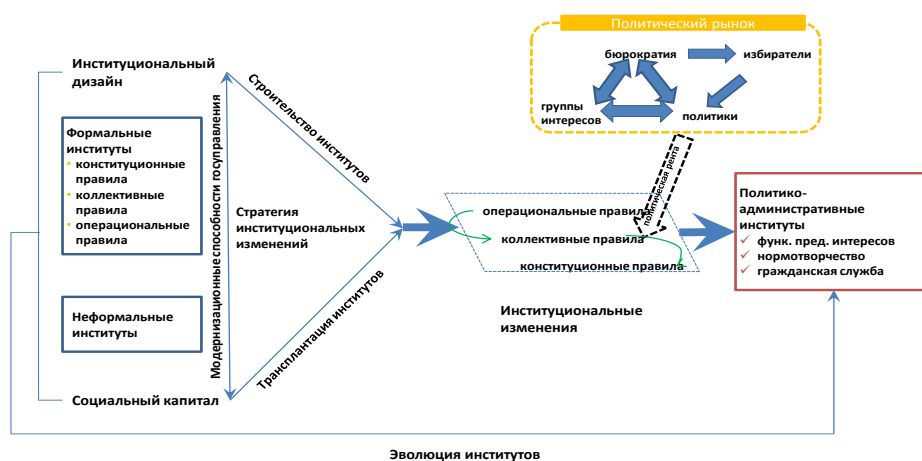 Политический рынок
бюрократия
избиратели
группы
интересов
политики
политическая рента
Институциональный
дизайн
Формальные
институты
конституционные
правила
коллективные
правила
операциональные
правила
Неформальные
институты
Социальный капитал
Модернизационные способности госуправления
Строительство институтов
Стратегия
институциональных
изменений
Трансплантация институтов
операциональные правила
коллективные правила
конституционные правила
Институциональные
изменения
Политико-
административные
институты
функ. пред. интересов
нормотворчество
гражданская служба
Эволюция институтов